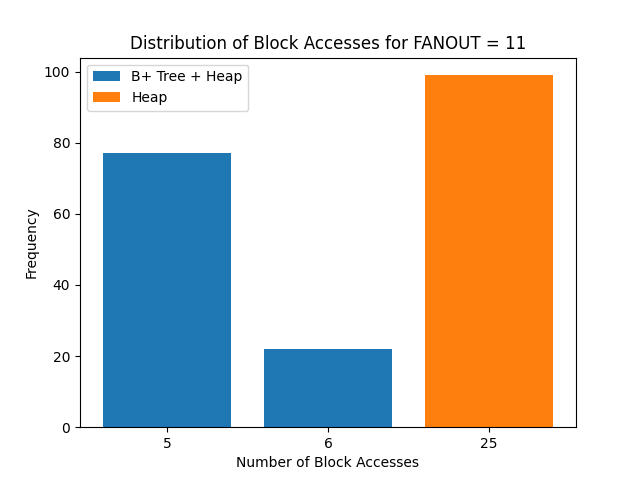 Distribution of Block Accesses for FANOUT = 11
B+ Tree + Heap
Heap
100
80
60
40
20
0
Frequency
5 6 25
Number of Block Accesses